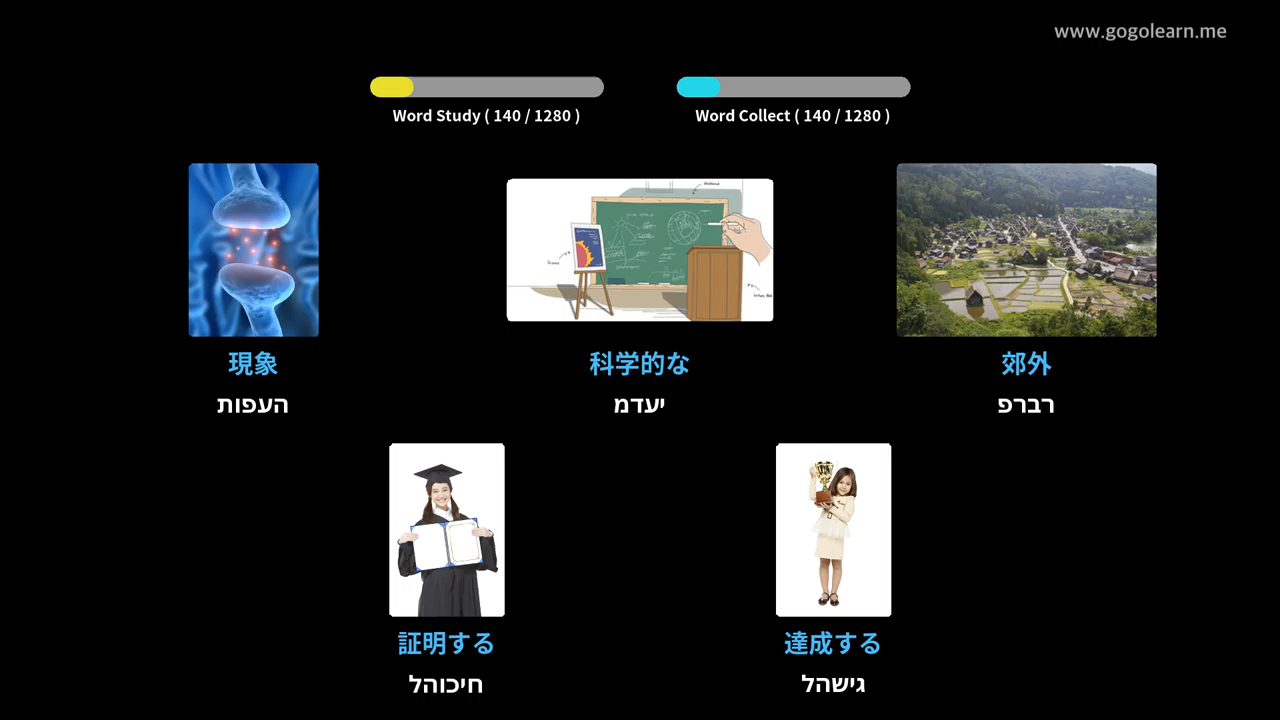 www.gogolearn.me
Word Study ( 140 / 1280 )
Word Collect ( 140 / 1280 )
現象
העפות
科学的な
יעדמ
郊外
רברפ
証明する
חיכוהל
達成する
גישהל